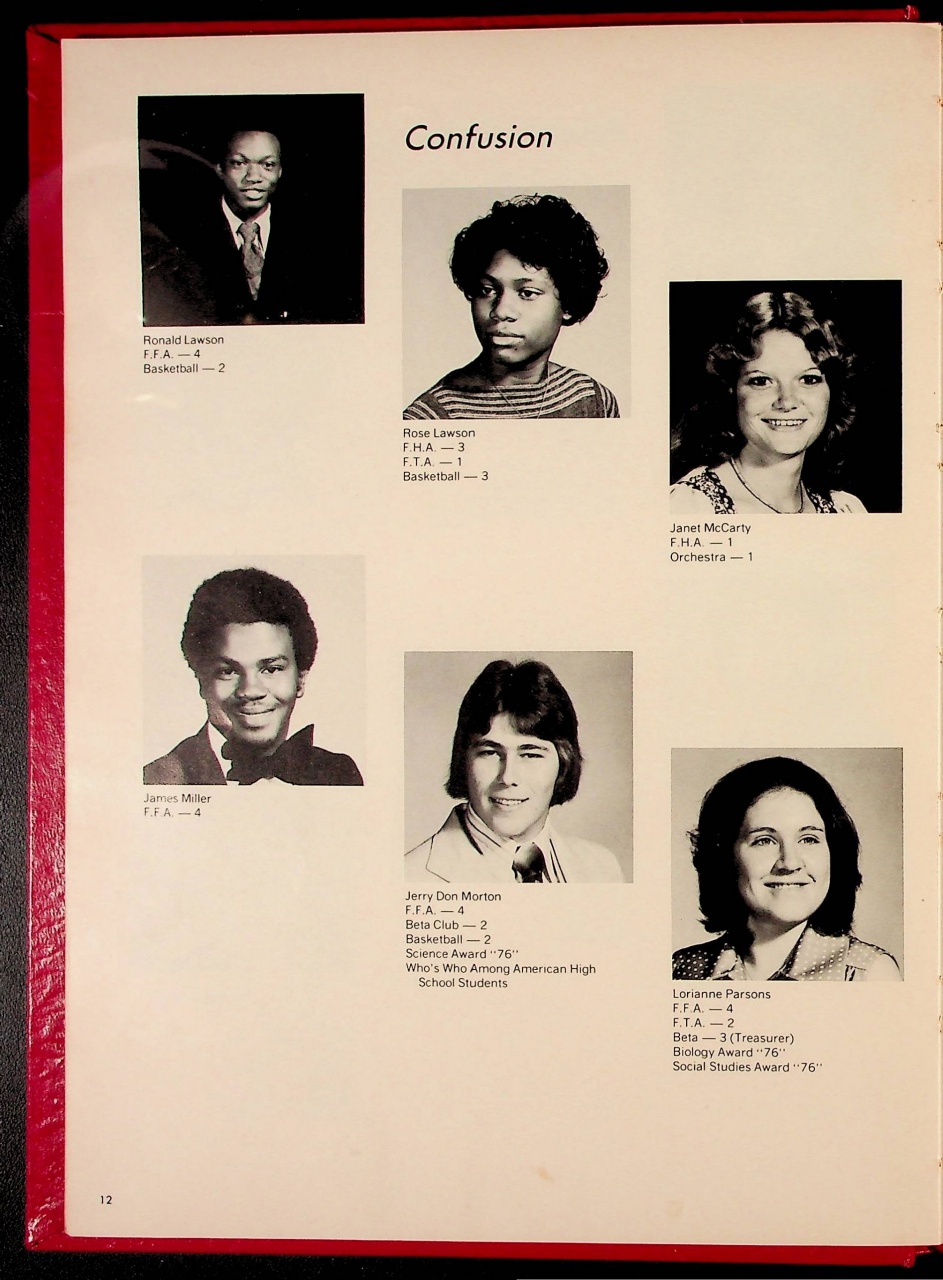 Confusion
Ronald Lawson
F.F.A. — 4
Basketball — 2
Rose Lawson
F.H.A. — 3
F.T.A. — 1
Basketball — 3
Janet McCarty
F.H.A. — 1
Orchestra — 1
James Miller
F.F.A. — 4
Jerry Don Morton
F.F.A. — 4
Beta Club — 2
Basketball — 2
Science Award "76"
Who's Who Among American High
School Students
Lorianne Parsons
F.F.A. — 4
F.T.A. — 2
Beta — 3 (Treasurer)
Biology Award "76"
Social Studies Award "76"
12